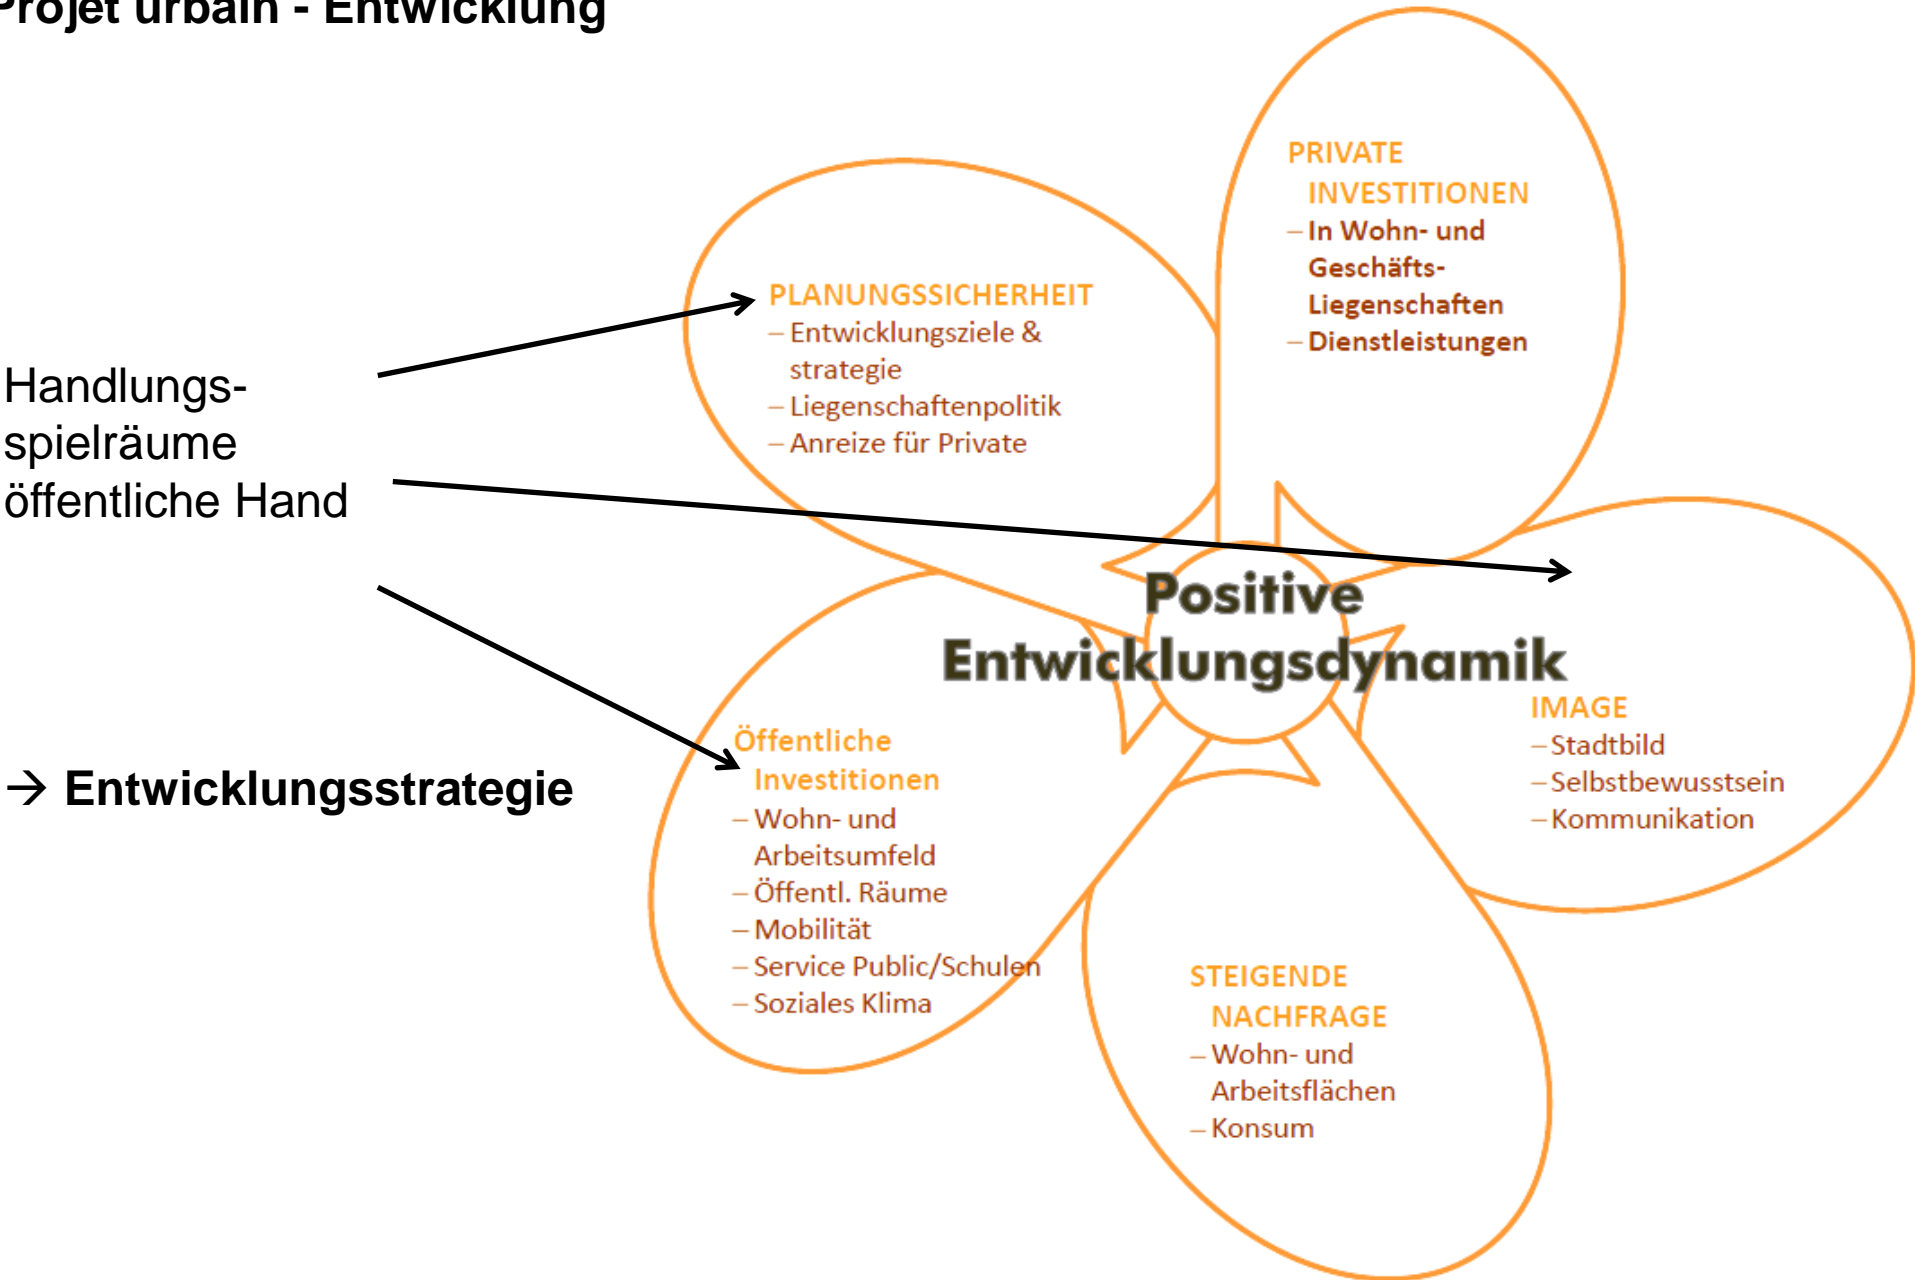 Projet urbain - Entwicklung
PRIVATE
INVESTITIONEN
– In Wohn- und
Geschäfts-
Liegenschaften
– Dienstleistungen
PLANUNGSSICHERHEIT
– Entwicklungsziele &
strategie
– Liegenschaftenpolitik
– Anreize für Private
Handlungs-
spielräume
öffentliche Hand
Positive
Entwicklungsdynamik
IMAGE
– Stadtbild
– Selbstbewusstsein
– Kommunikation
Öffentliche
Investitionen
– Wohn- und
Arbeitsumfeld
– Öffentl. Räume
– Mobilität
– Service Public/Schulen
– Soziales Klima
→ Entwicklungsstrategie
STEIGENDE
NACHFRAGE
– Wohn- und
Arbeitsflächen
– Konsum